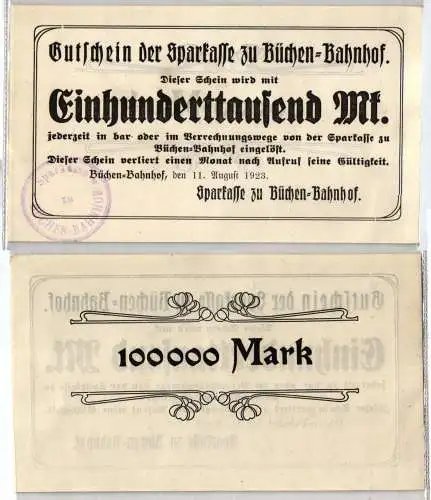 Gutschein der Sparkasse zu Büchen-Bahnhof.
Dieser Schein wird mit
Einhunderttausend Mk.
jederzeit in bar oder im Verrechnungswege von der Sparkasse zu
Büchen-Bahnhof eingelöst.
Dieser Schein verliert einen Monat nach Aufruf seine Gültigkeit.
Büchen-Bahnhof, den 11. August 1923.
Sparkasse zu Büchen-Bahnhof.
100000 Mark